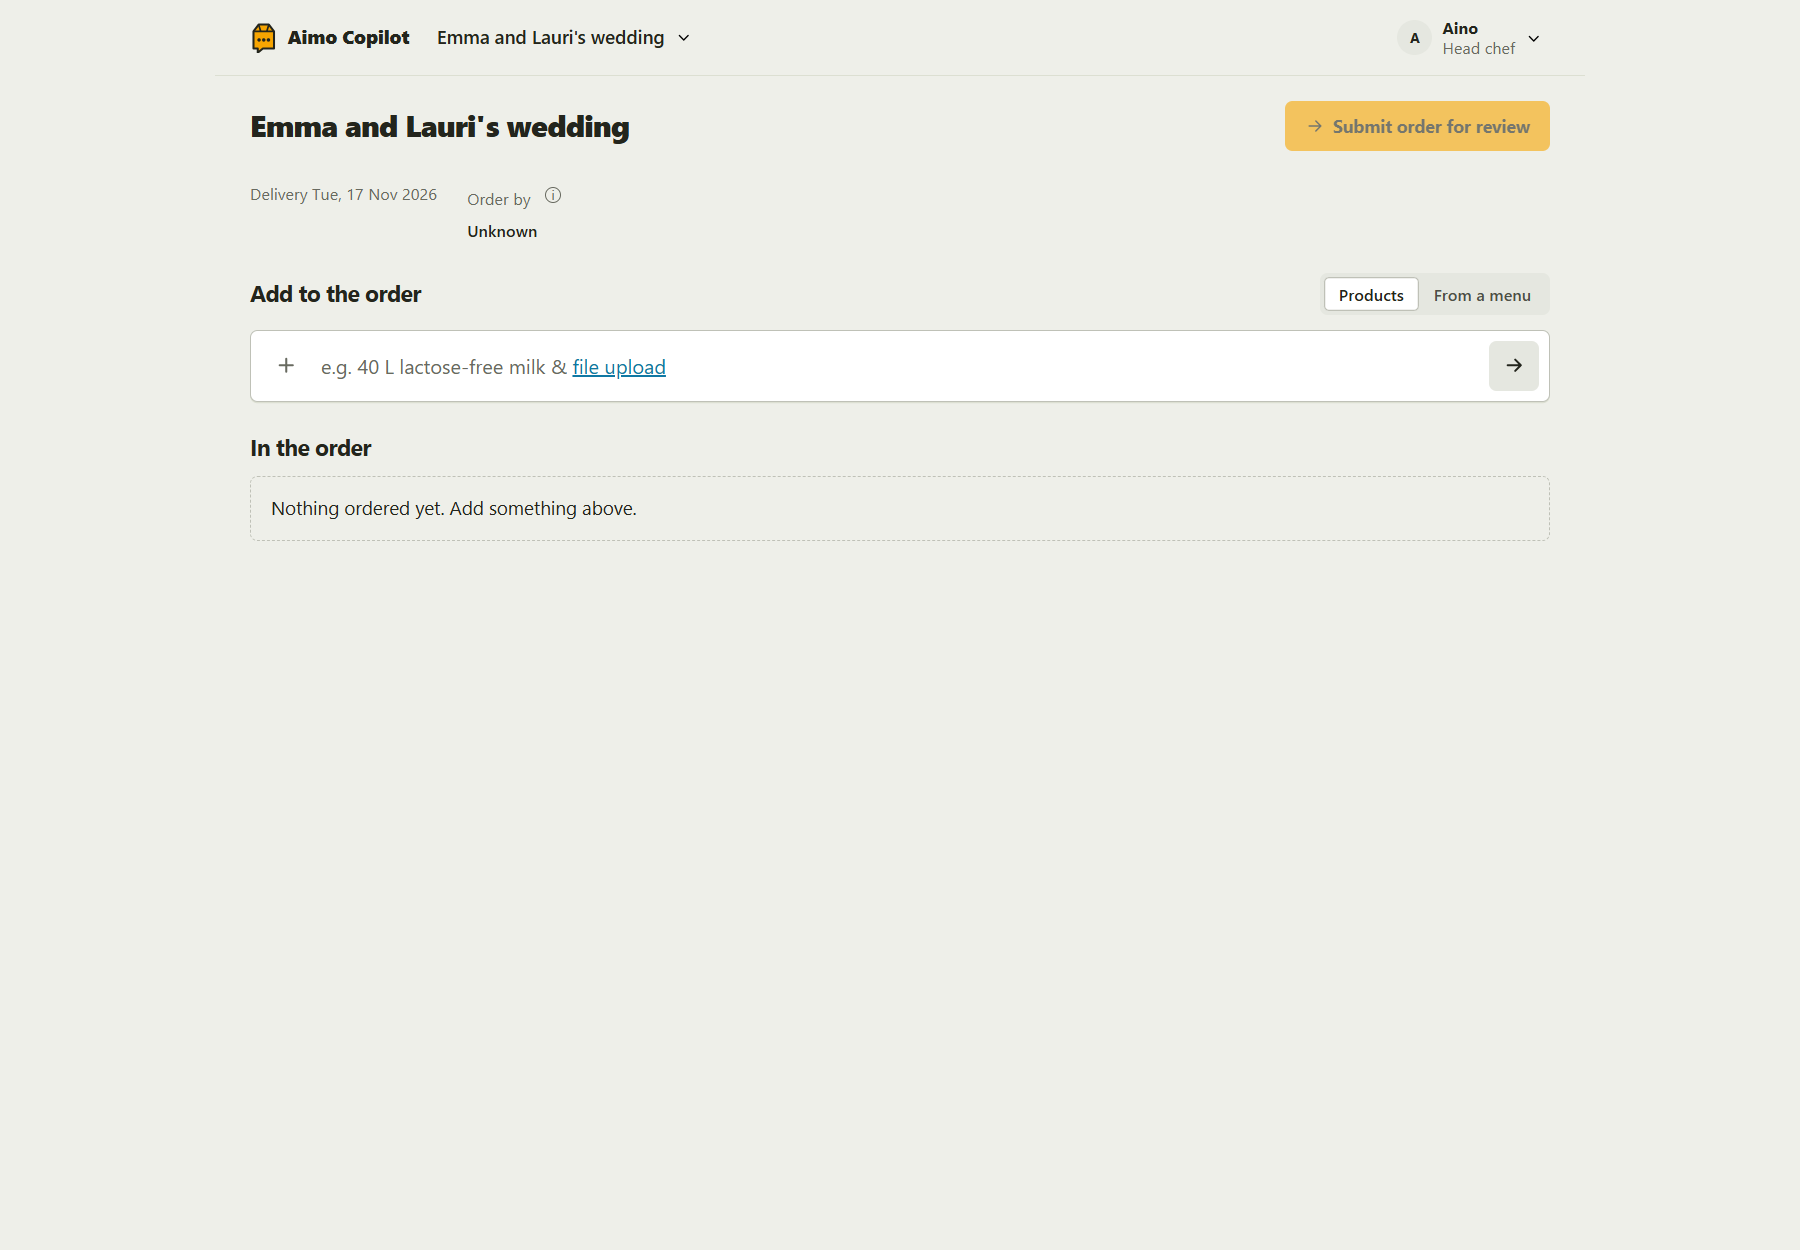 Aimo Copilot
Emma and Lauri's wedding
A
Aino
Head chef
Emma and Lauri's wedding
Submit order for review
Delivery Tue, 17 Nov 2026
Order by
Unknown
Add to the order
Products
From a menu
e.g. 40 L lactose-free milk & file upload
In the order
Nothing ordered yet. Add something above.